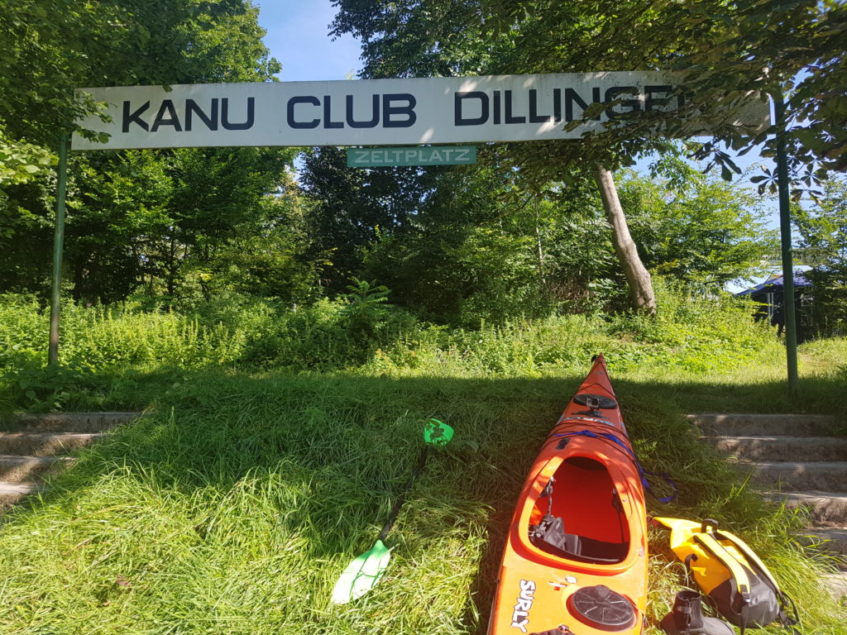 KANU CLUB DILLINGEN
ZELTPLATZ
SURLY